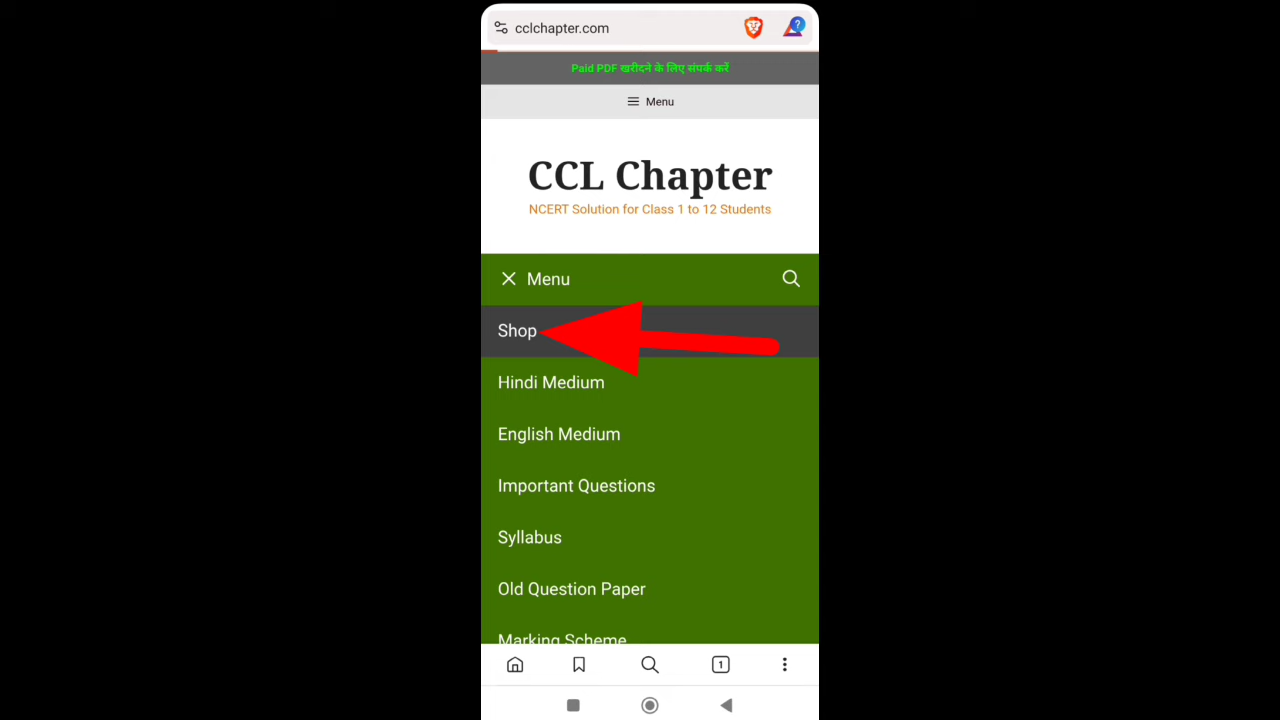 cclchapter.com
?
Paid PDF खरीदने के लिए संपर्क करें
Menu
CCL Chapter
NCERT Solution for Class 1 to 12 Students
Menu
Shop
Hindi Medium
English Medium
Important Questions
Syllabus
Old Question Paper
Marking Scheme
1